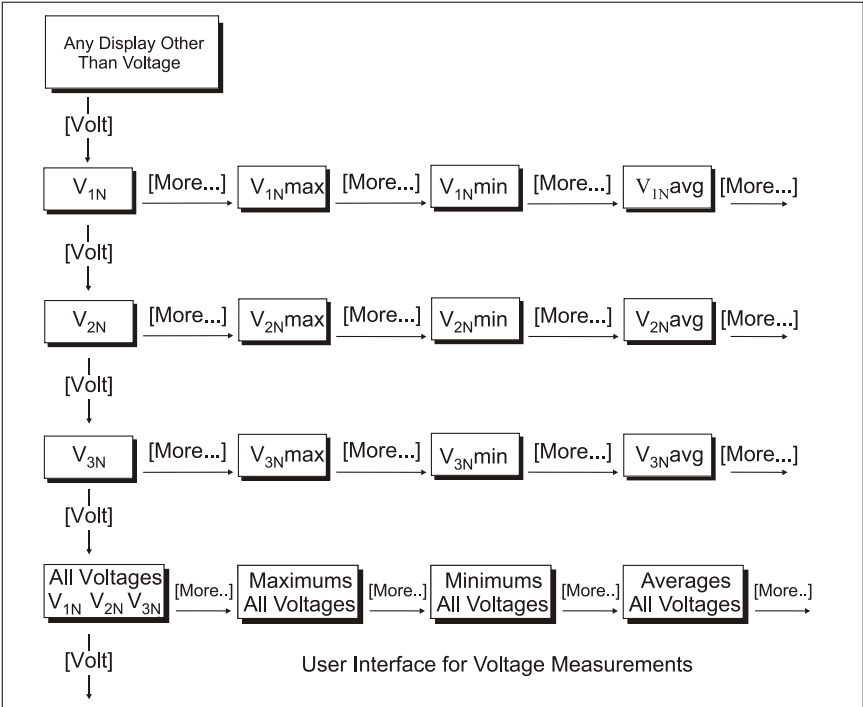 Any Display Other
Than Voltage
[Volt]
V1N [More...] V1Nmax [More...] V1Nmin [More...] V1Navg [More...]
[Volt]
V2N [More...] V2Nmax [More...] V2Nmin [More...] V2Navg [More...]
[Volt]
V3N [More...] V3Nmax [More...] V3Nmin [More...] V3Navg [More...]
[Volt]
All Voltages
V1N V2N V3N
[More..]
Maximums
All Voltages
[More..]
Minimums
All Voltages
[More..]
Averages
All Voltages
[More..]
[Volt]
User Interface for Voltage Measurements